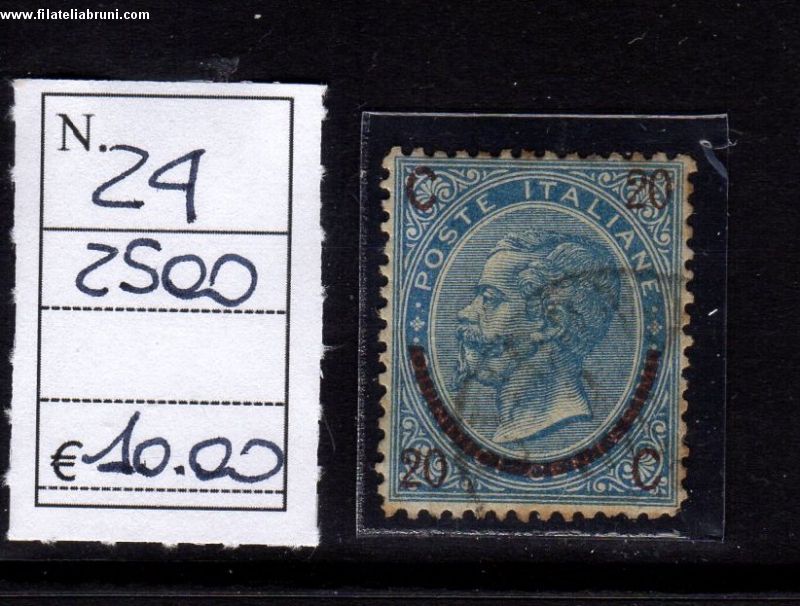 www.filateliabruni.com
N.
24
2500
€ 10.00
C 20
POSTE ITALIANE
20 C